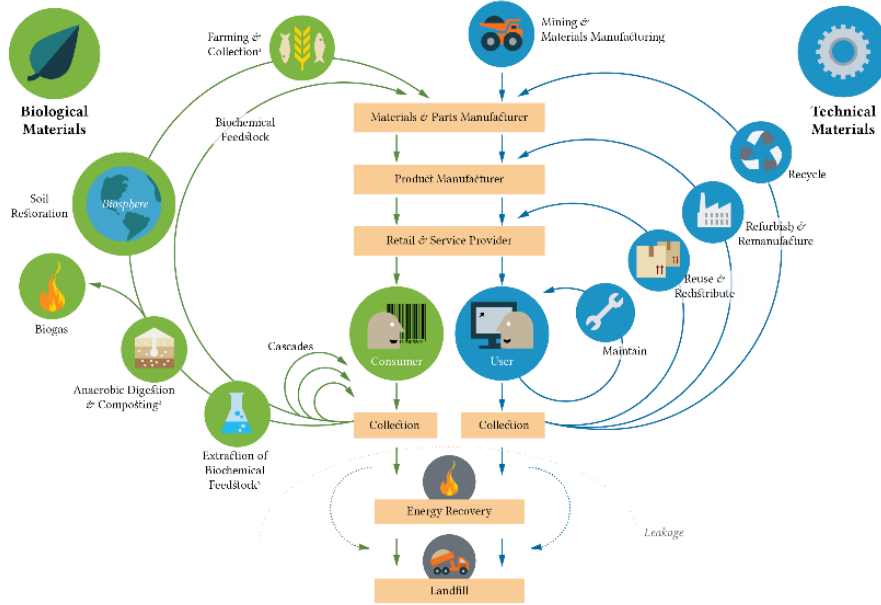 Farming &
Collection¹
Mining &
Materials Manufacturing
Biological
Materials
Technical
Materials
Biochemical
Feedstock
Materials & Parts Manufacturer
Recycle
Soil
Restoration
Biosphere
Product Manufacturer
Refurbish &
Remanufacture
Retail & Service Provider
Reuse &
Redistribute
Biogas
Cascades
Consumer
User
Maintain
Anaerobic Digestion
& Composting²
Collection
Collection
Extraction of
Biochemical
Feedstock³
Energy Recovery
Leakage
Landfill